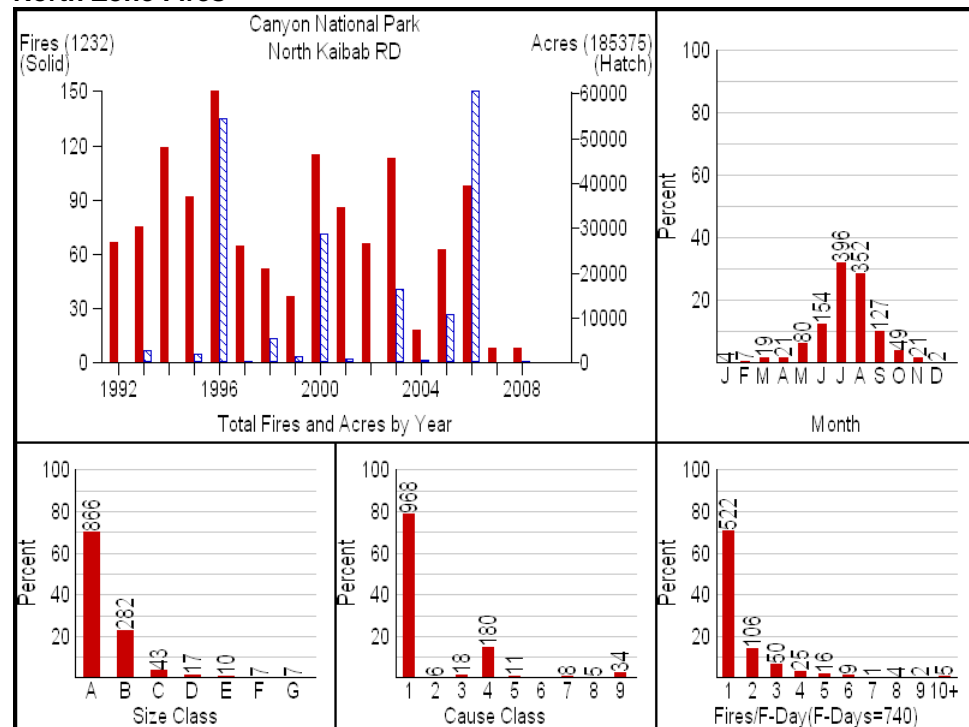 Canyon National Park
North Kaibab RD
Fires (1232)
(Solid)
Acres (185375)
(Hatch)
150
120
90
60
30
0
60000
50000
40000
30000
20000
10000
0
1992 1996 2000 2004 2008
Total Fires and Acres by Year
100
80
60
40
20
Percent
4 7 19 21 80 154 396 352 127 49 21 2
J F M A M J J A S O N D
Month
100
80
60
40
20
Percent
866 282 43 17 10 7 7
A B C D E F G
Size Class
100
80
60
40
20
Percent
968 6 18 180 11 8 5 34
1 2 3 4 5 6 7 8 9
Cause Class
100
80
60
40
20
Percent
522 106 50 25 16 9 1 4 2 5
1 2 3 4 5 6 7 8 9 10+
Fires/F-Day(F-Days=740)